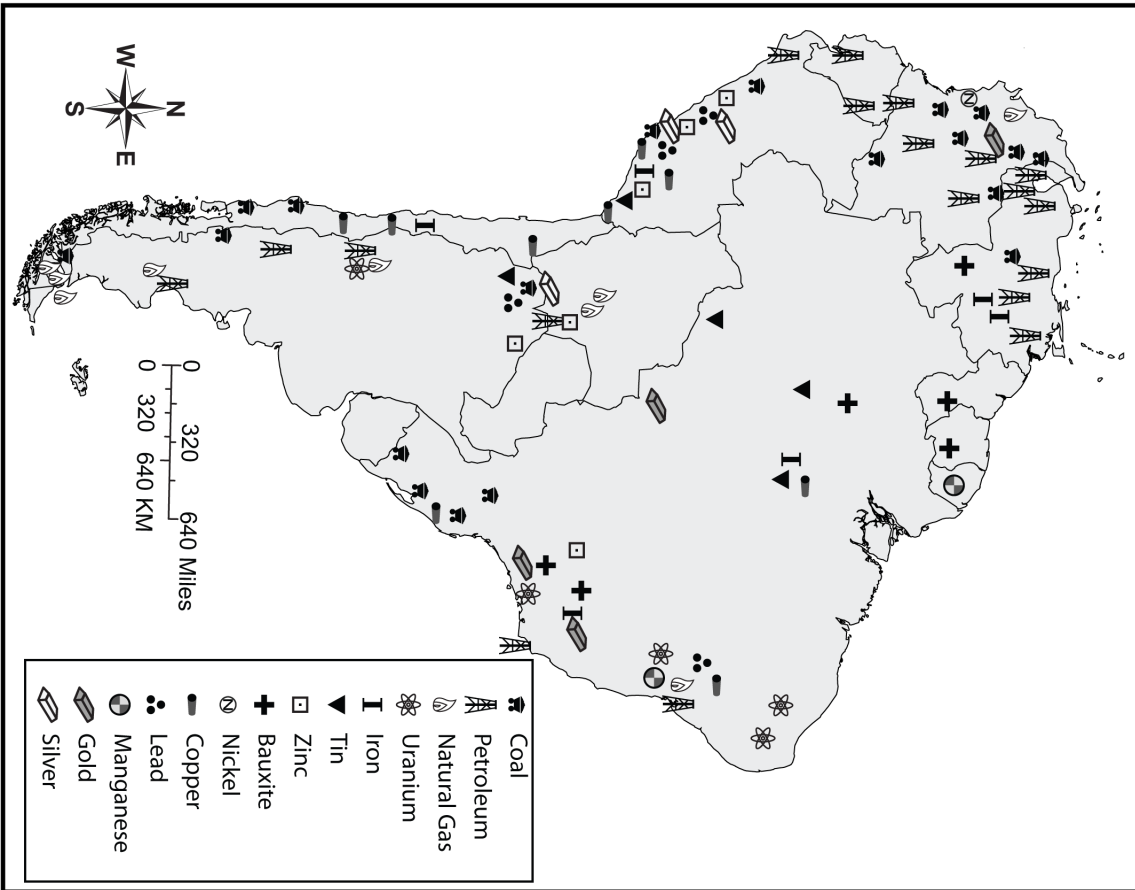 N
W
E
S
0 320 640 Miles
0 320 640 KM
Coal
Petroleum
Natural Gas
Uranium
Iron
Tin
Zinc
Bauxite
N Nickel
Copper
Lead
Manganese
Gold
Silver
N